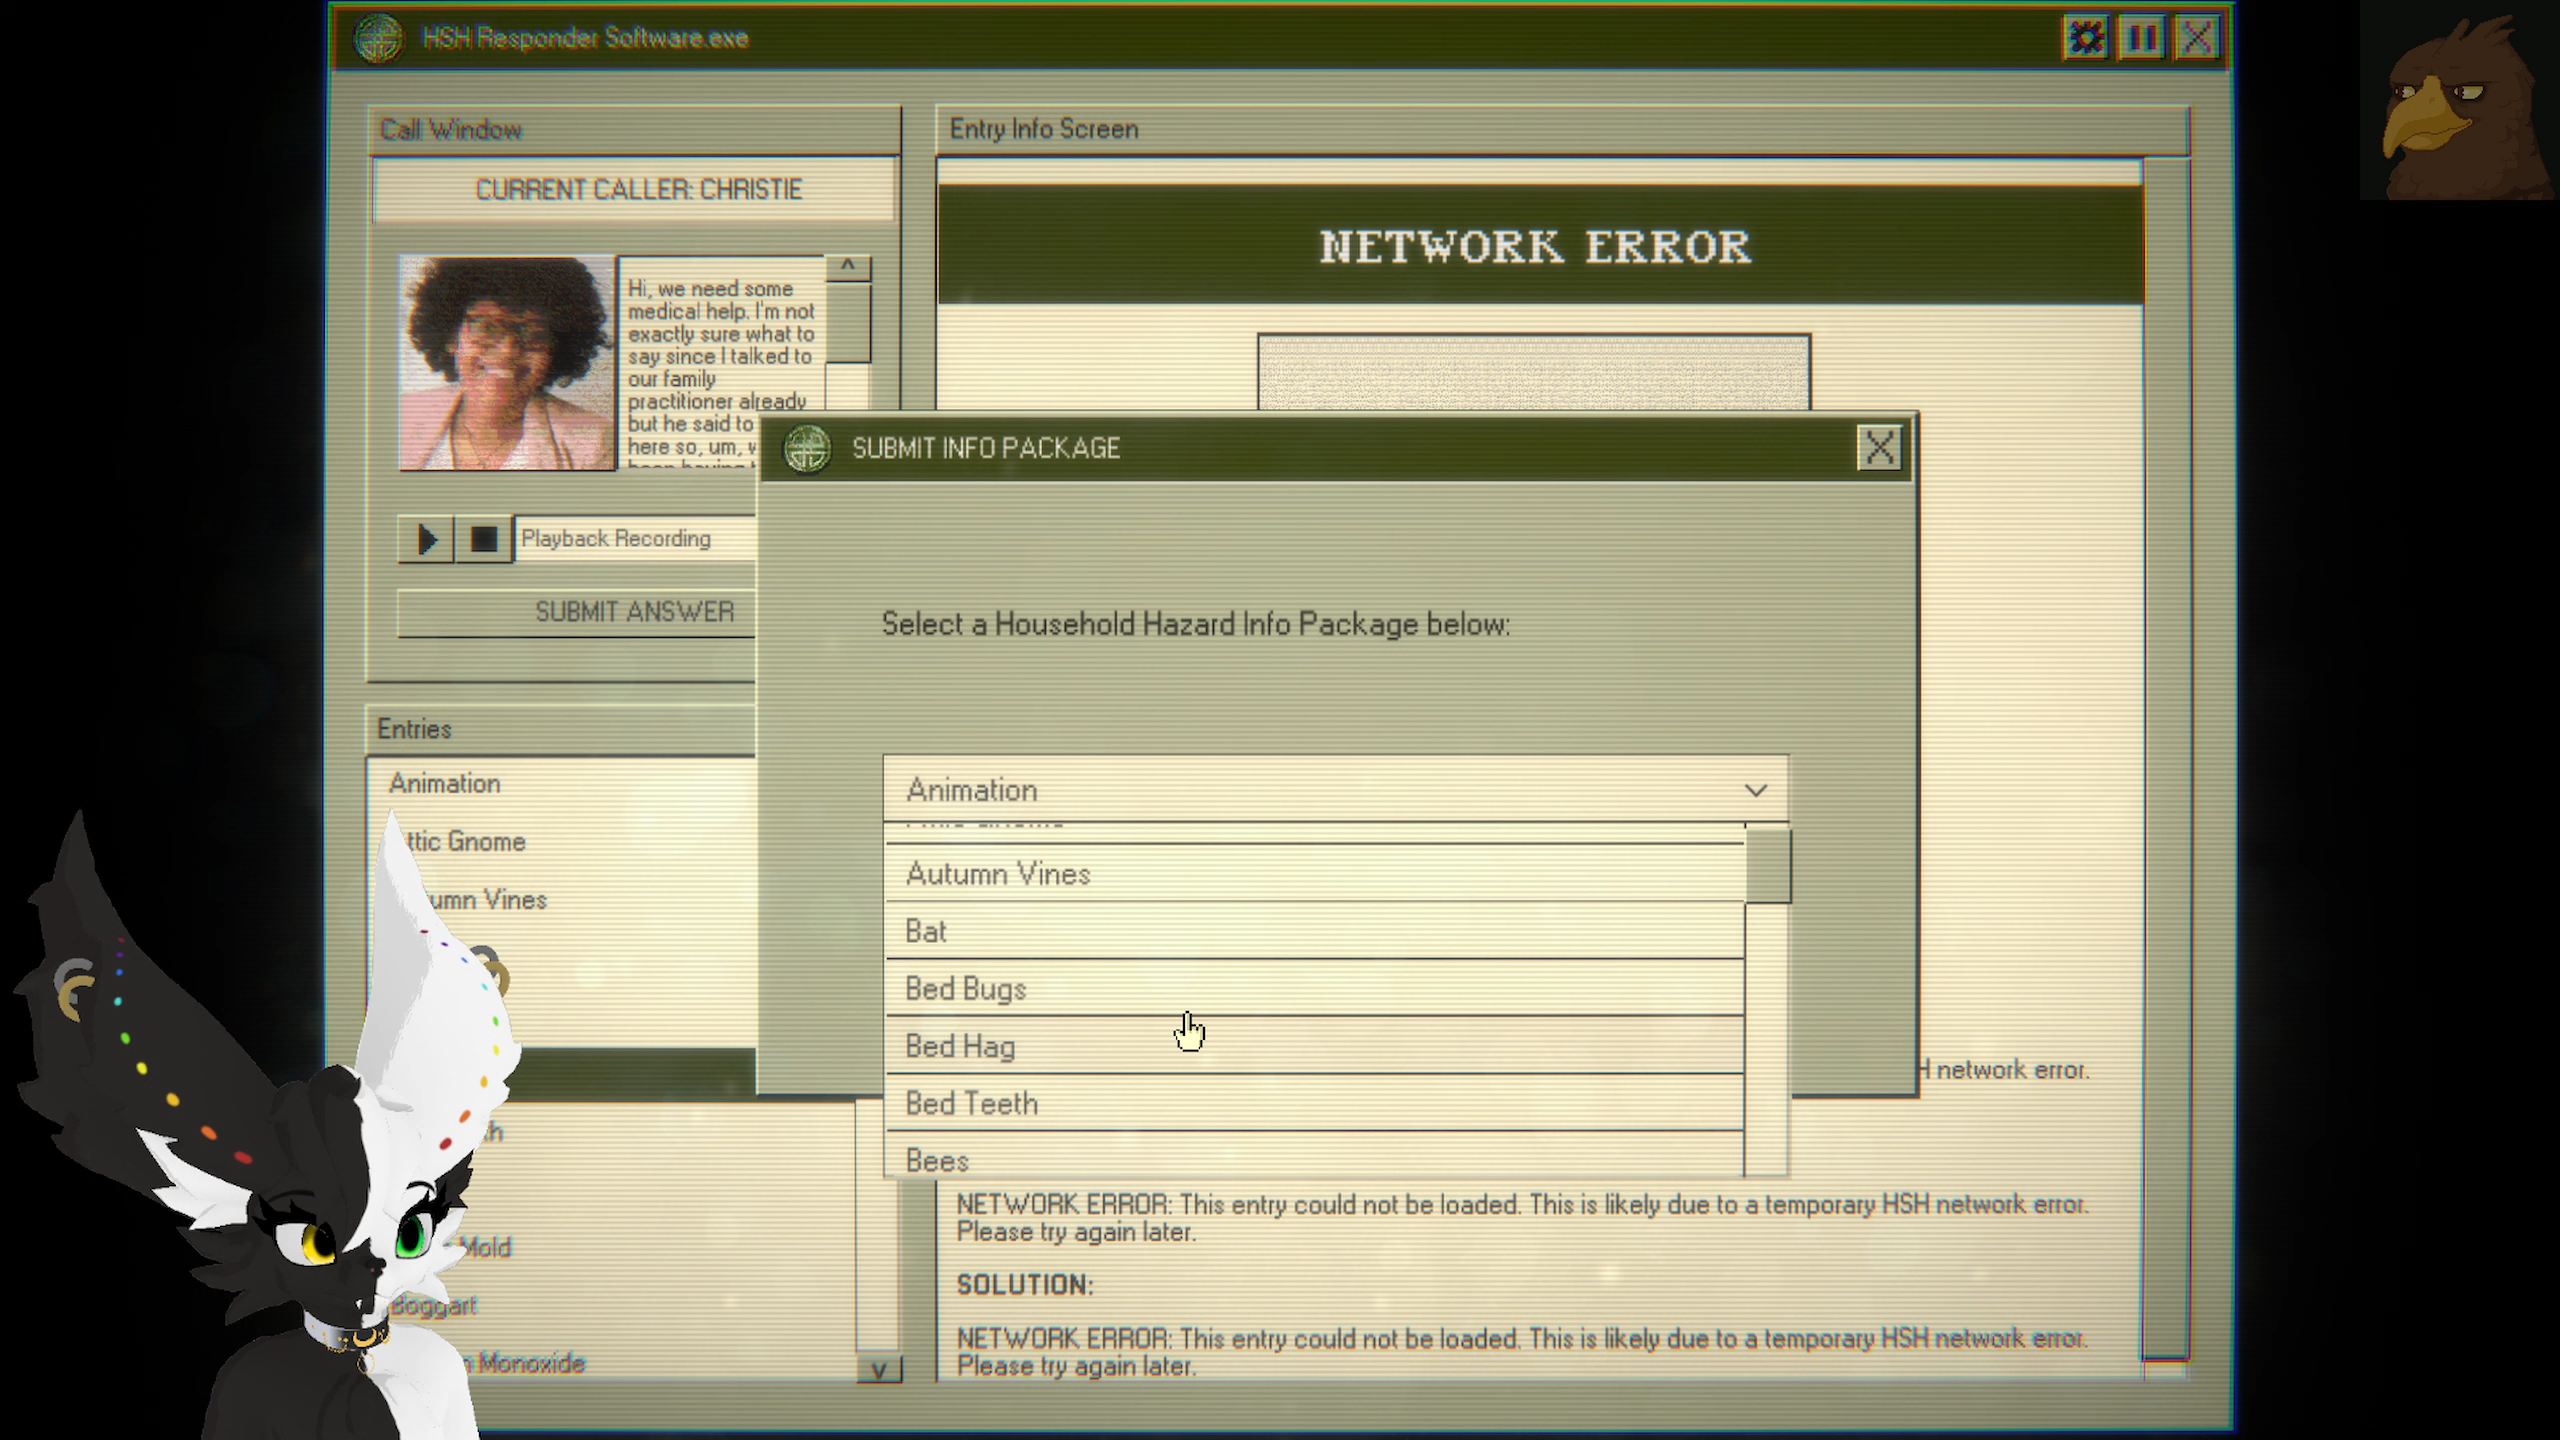 HSH Responder Software.exe
Call Window
CURRENT CALLER: CHRISTIE
Hi, we need some
medical help. I'm not
exactly sure what to
say since I talked to
our family
practitioner already
but he said to
here so, um,
Playback Recording
SUBMIT ANSWER
Entries
Animation
ttic Gnome
umn Vines
Mold
Boggart
Monoxide
Entry Info Screen
NETWORK ERROR
SUBMIT INFO PACKAGE
Select a Household Hazard Info Package below:
Animation
Autumn Vines
Bat
Bed Bugs
Bed Hag
Bed Teeth
Bees
H network error.
NETWORK ERROR: This entry could not be loaded. This is likely due to a temporary HSH network error.
Please try again later.
SOLUTION:
NETWORK ERROR: This entry could not be loaded. This is likely due to a temporary HSH network error.
Please try again later.